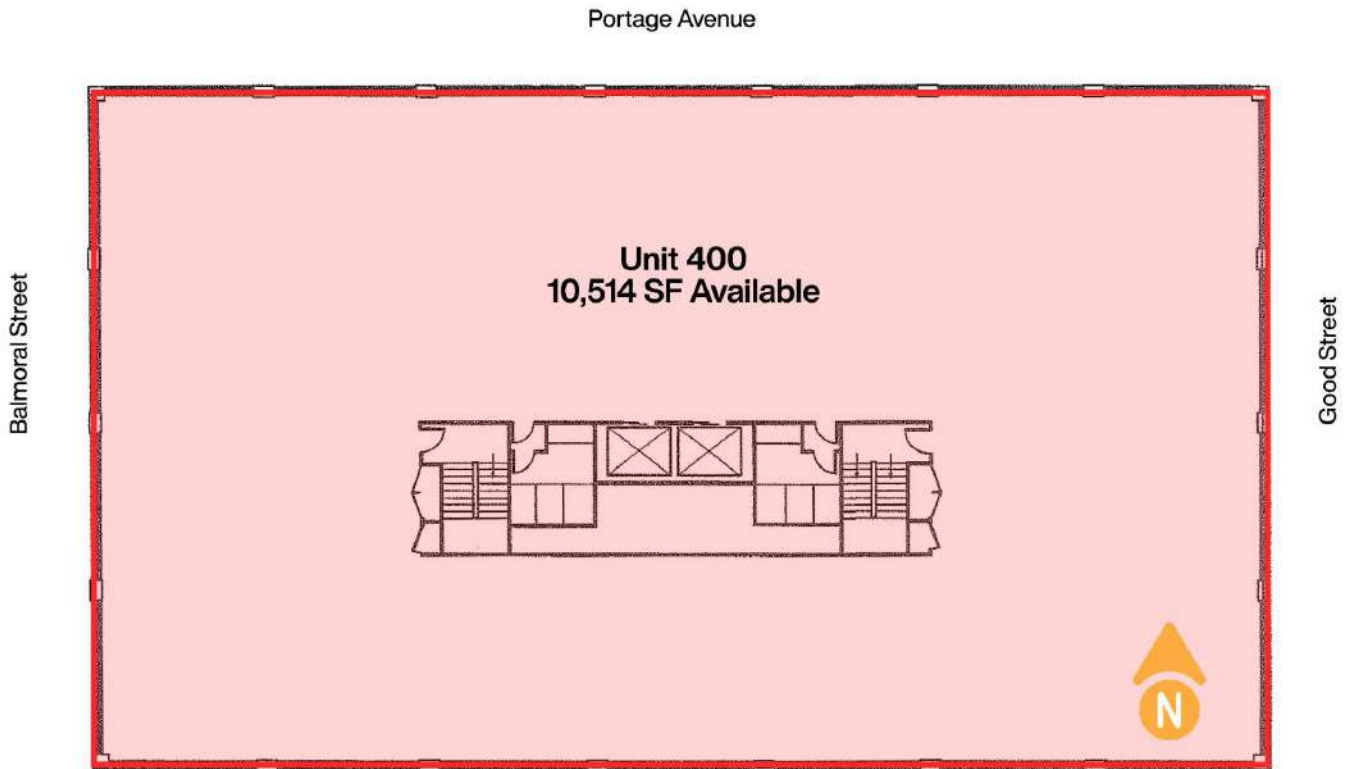 Portage Avenue
Unit 400
10,514 SF Available
Balmoral Street
Good Street
N